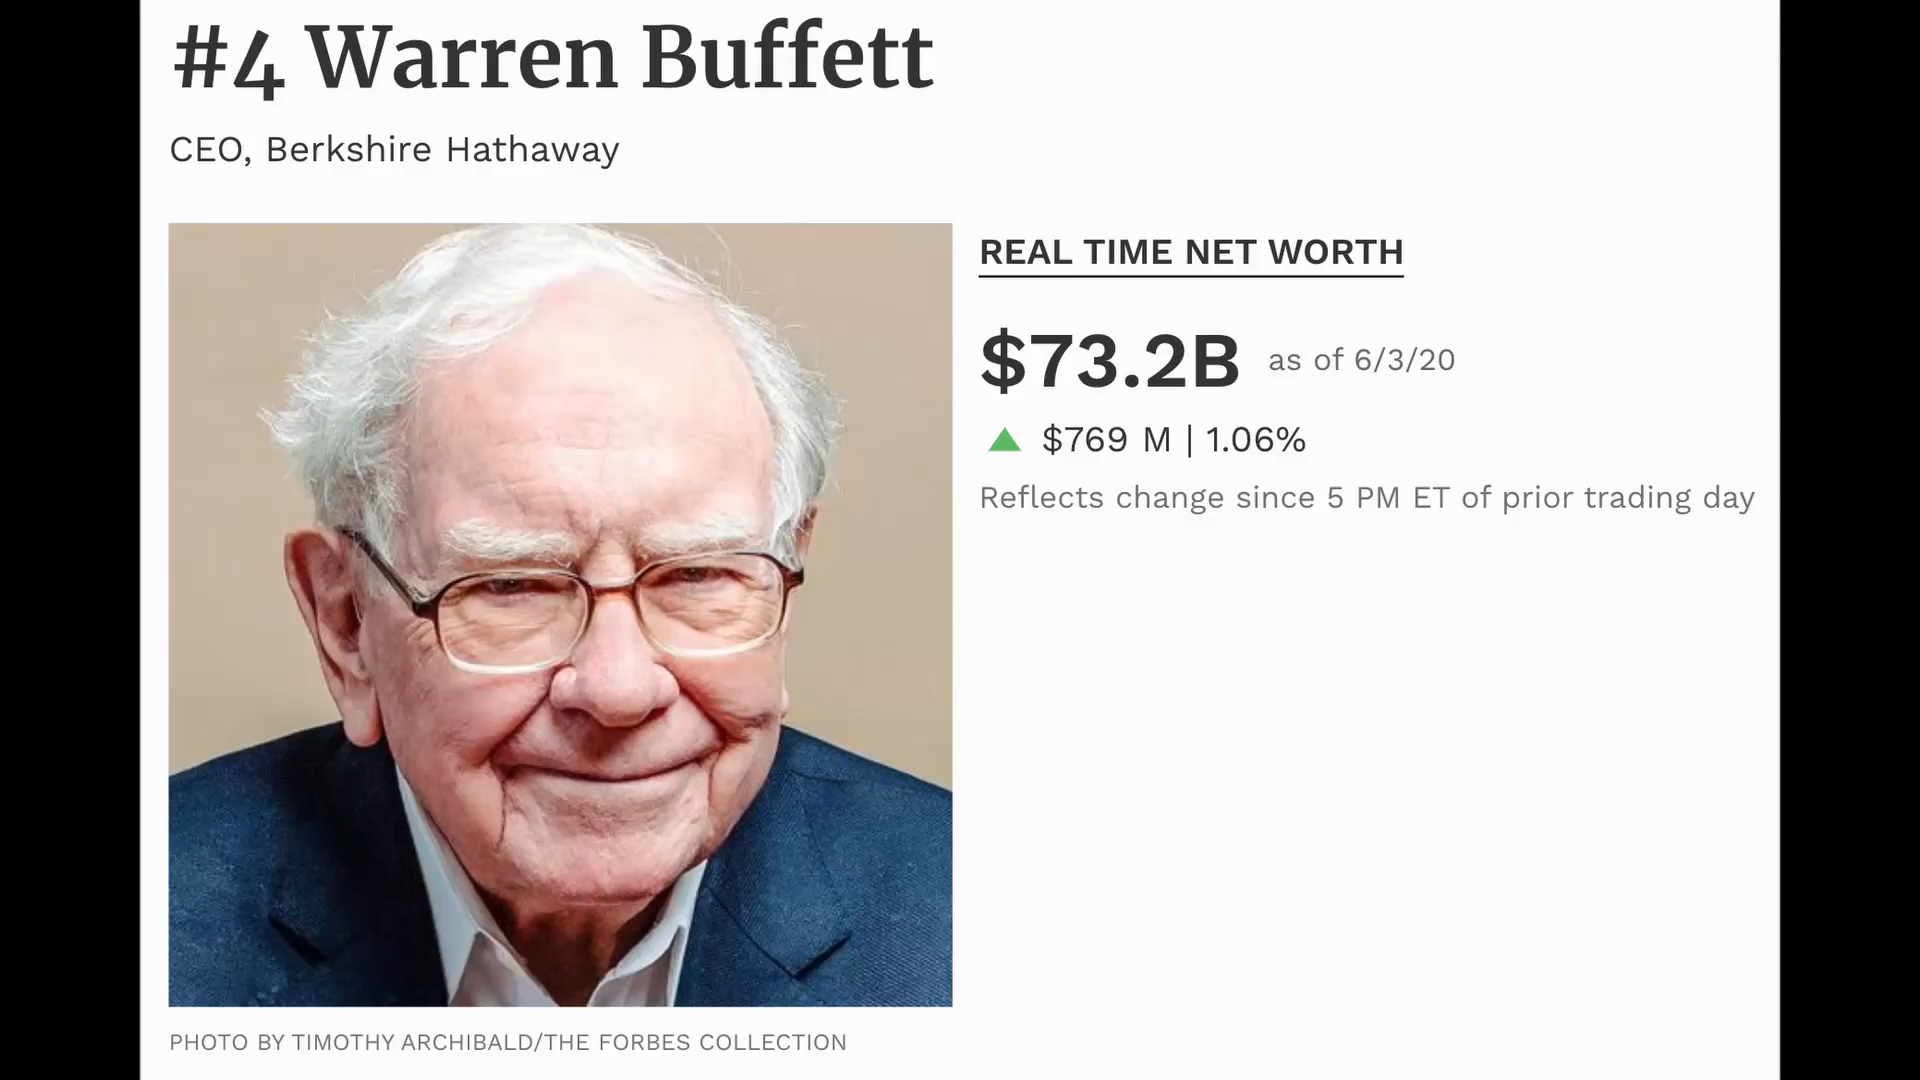 #4 Warren Buffett
CEO, Berkshire Hathaway
REAL TIME NET WORTH
$73.2B as of 6/3/20
$769 M | 1.06%
Reflects change since 5 PM ET of prior trading day
PHOTO BY TIMOTHY ARCHIBALD/THE FORBES COLLECTION